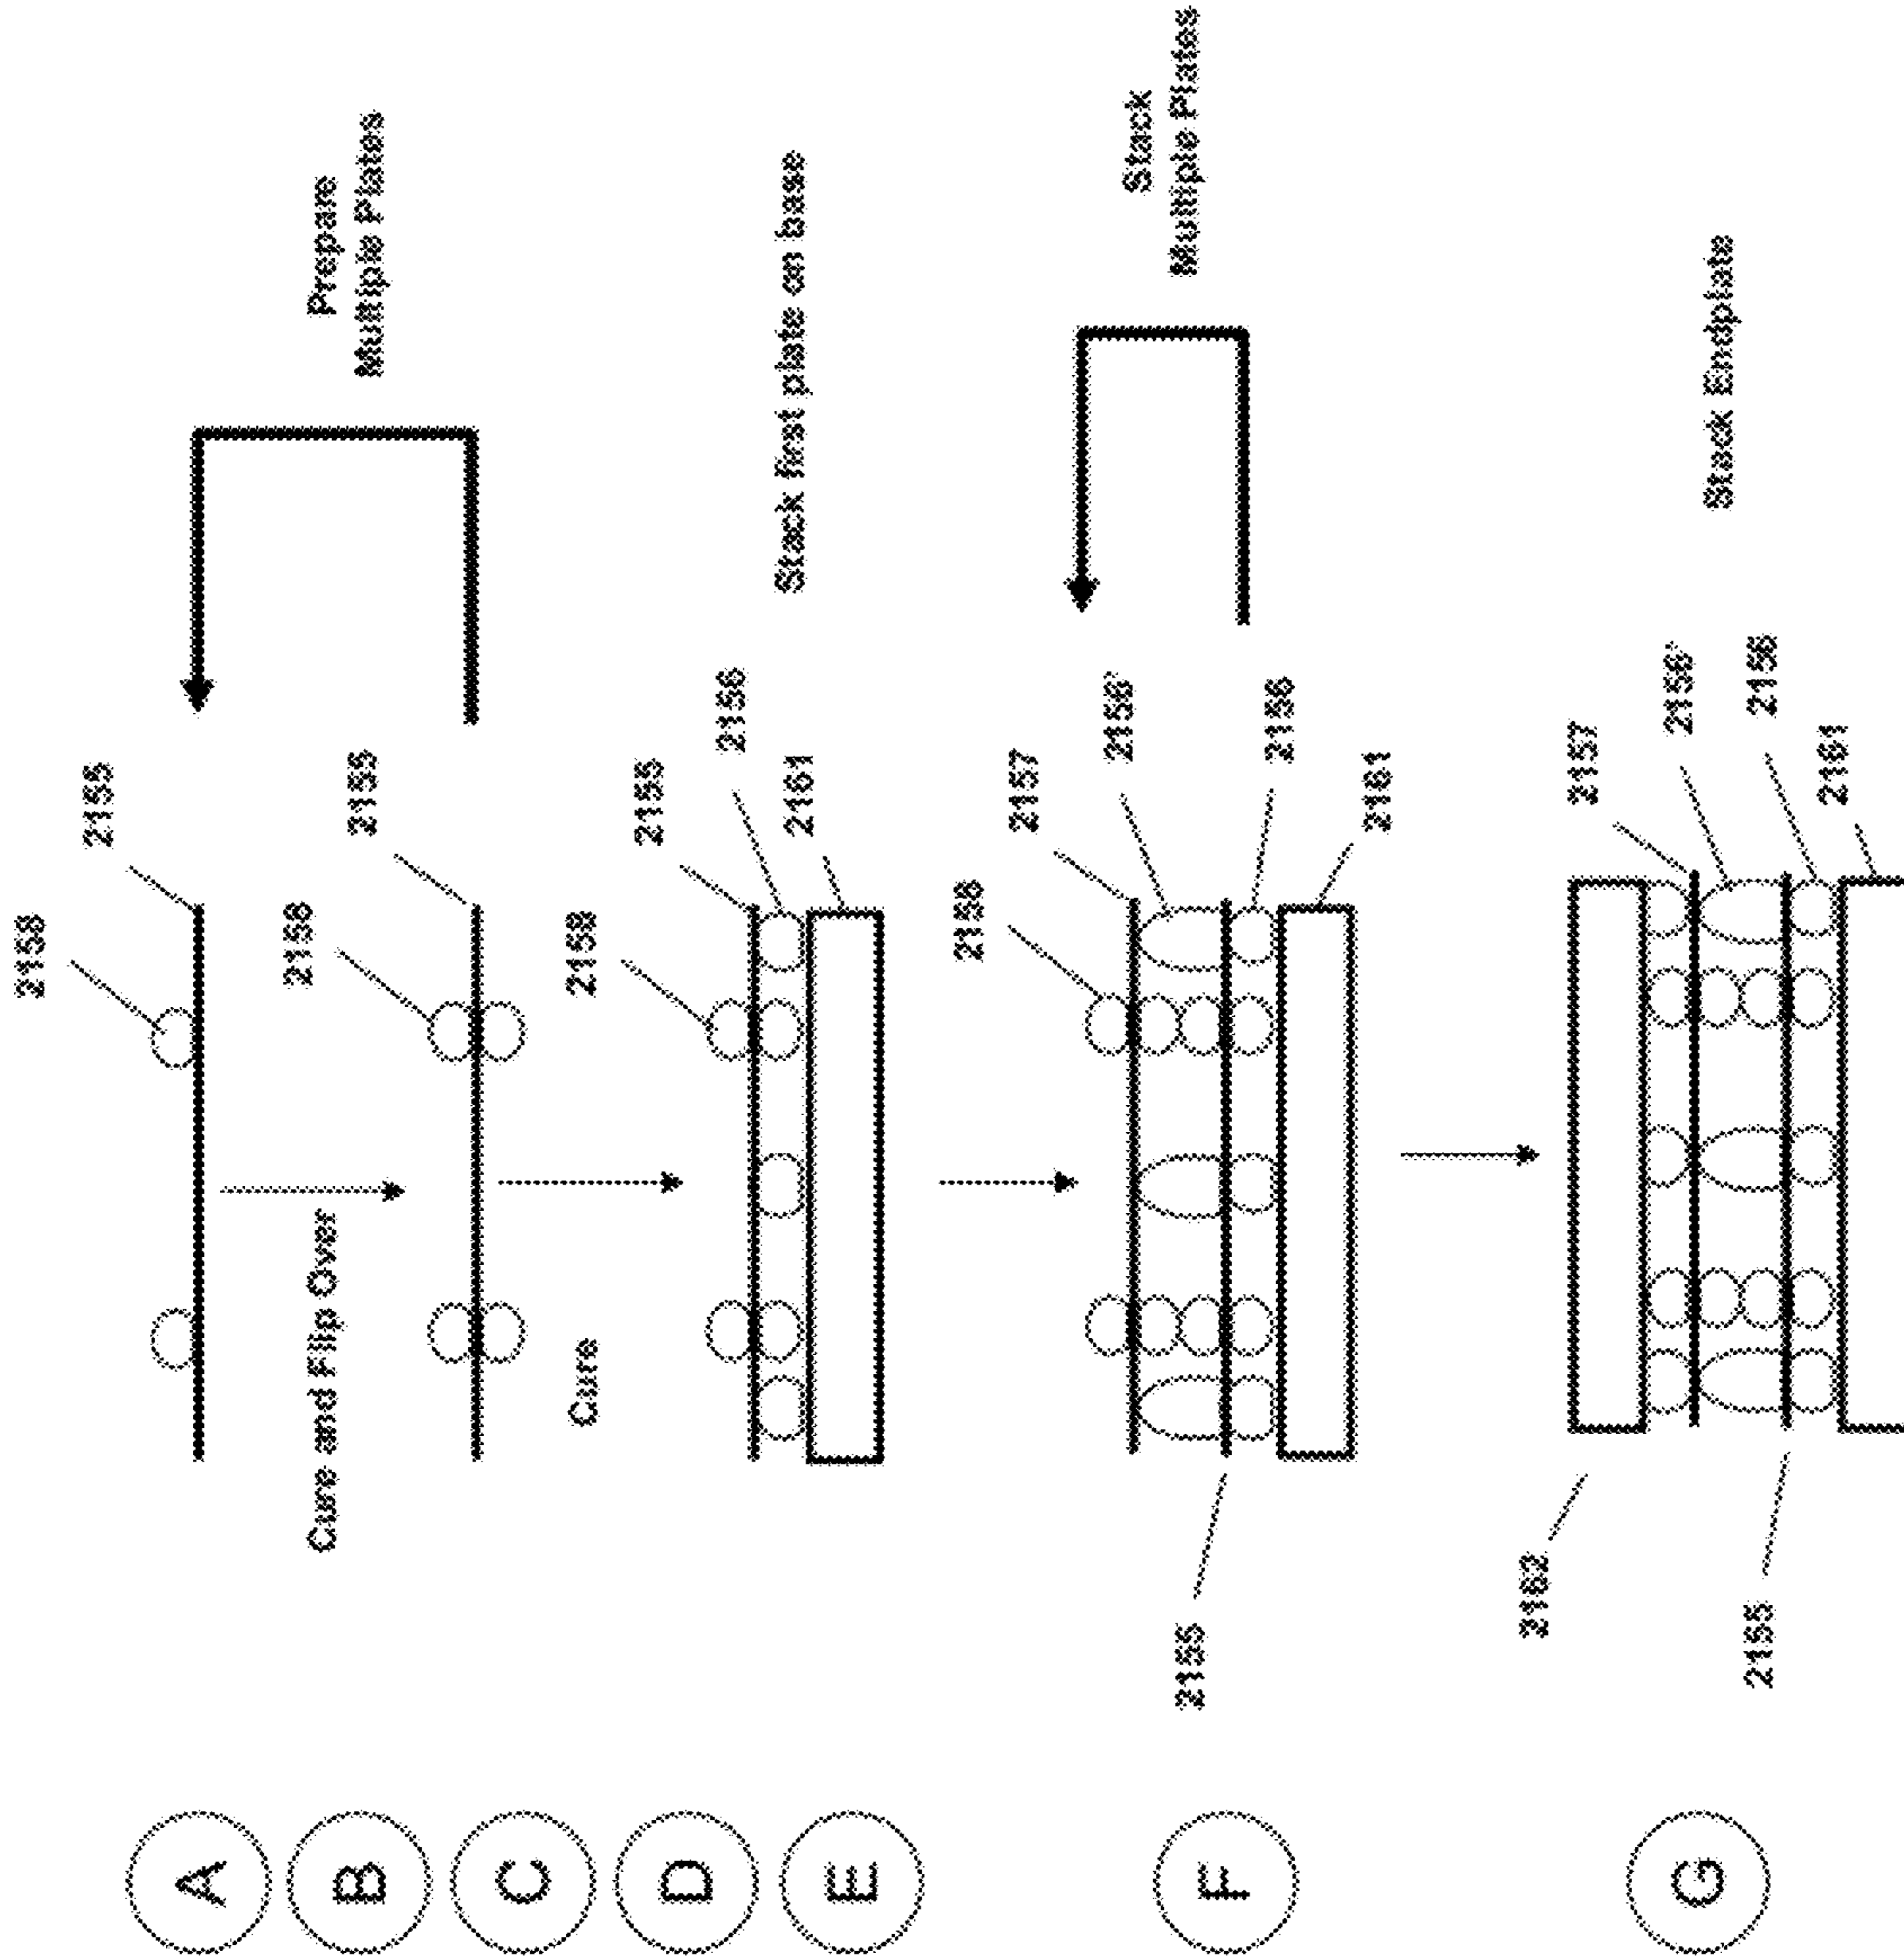 A
B
C
D
E
F
G
2158
2155
Prepare
Multiple Plates
Cure and Flip Over
2158
2155
Cure
2158
2155
2156
2161
Stack first plate on base
2158
2157
2156'
2156
2161
2155
Stack
Multiple Plates
2162
2157
2156'
2156
2161
2155
Stack Endplate